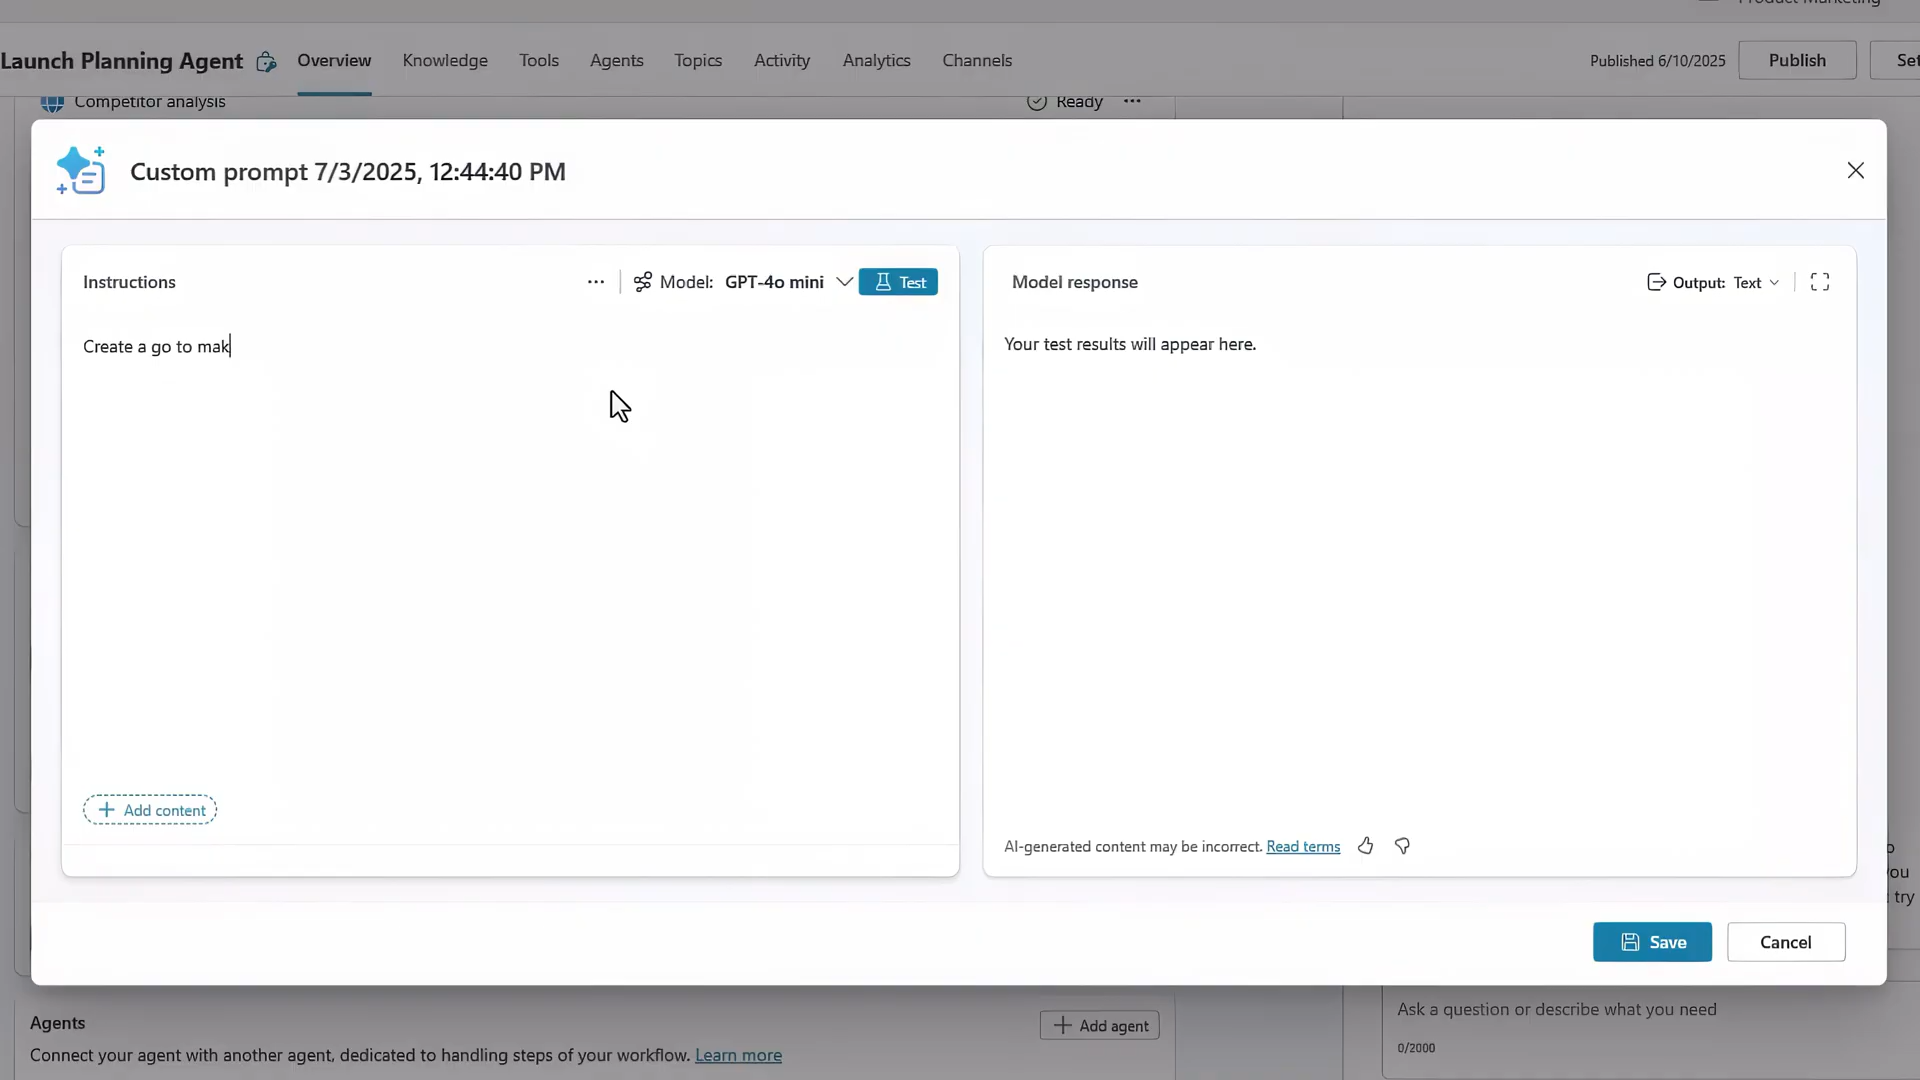 Product Marketing
Launch Planning Agent
Overview
Knowledge
Tools
Agents
Topics
Activity
Analytics
Channels
Published 6/10/2025
Publish
Competitor analysis
Ready
Custom prompt 7/3/2025, 12:44:40 PM
Instructions
Model: GPT-4o mini
Test
Create a go to mak
Add content
Model response
Output: Text
Your test results will appear here.
AI-generated content may be incorrect. Read terms
Save
Cancel
you
try
Agents
Add agent
Connect your agent with another agent, dedicated to handling steps of your workflow. Learn more
Ask a question or describe what you need
0/2000